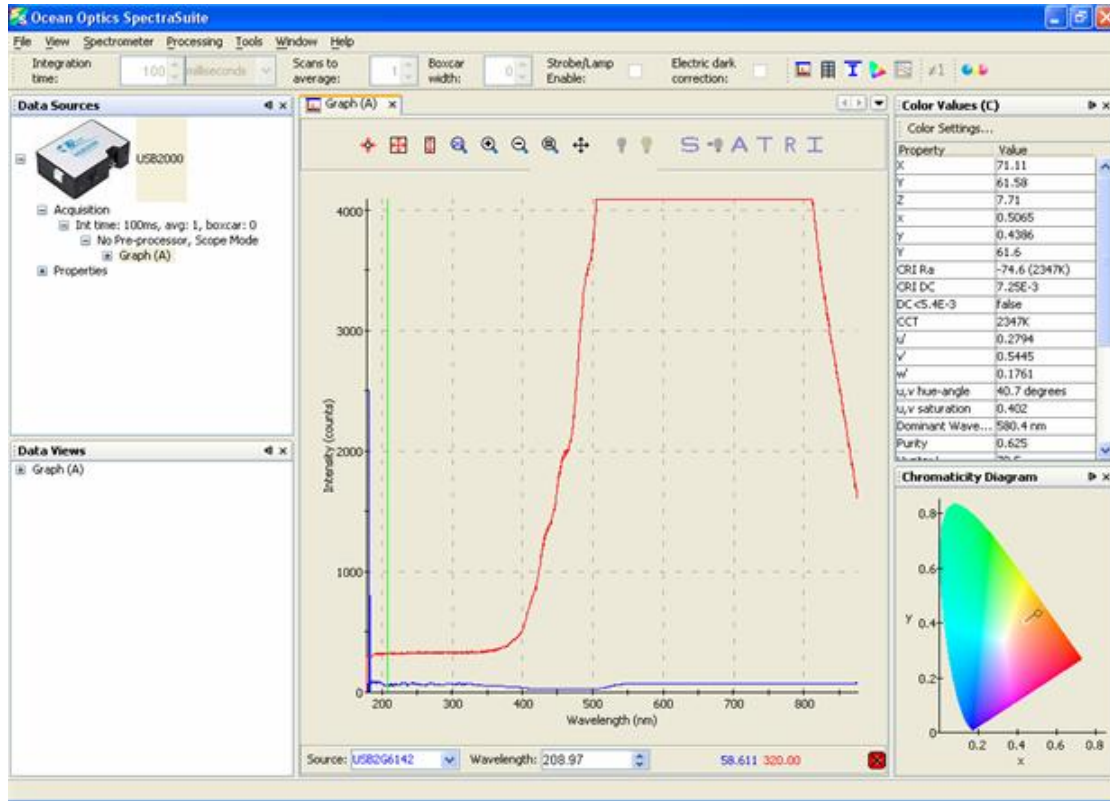 Ocean Optics SpectraSuite
File View Spectrometer Processing Tools Window Help
Integration time: 100 milliseconds Scans to average: 1 Boxcar width: 0 Strobe/Lamp Enable: Electric dark correction: ≠1
Data Sources
USB2000
Acquisition
Int time: 100ms, avg: 1, boxcar: 0
No Pre-processor, Scope Mode
Graph (A)
Properties
Data Views
Graph (A)
Graph (A)
S A T R I
Intensity (counts)
4000
3000
2000
1000
0
200 300 400 500 600 700 800
Wavelength (nm)
Source: USB2G6142 Wavelength: 208.97 58.611 320.00
Color Values (C)
Color Settings...
Property Value
X 71.11
Y 61.58
Z 7.71
x 0.5065
y 0.4386
Y 61.6
CRI Ra -74.6 (2347K)
CRI DC 7.25E-3
DC<5.4E-3 false
CCT 2347K
u' 0.2794
v' 0.5445
w' 0.1761
u,v hue-angle 40.7 degrees
u,v saturation 0.402
Dominant Wave... 580.4 nm
Purity 0.625
Chromaticity Diagram
0.8
0.6
Y 0.4
0.2
0
0.2 0.4 0.6 0.8
x